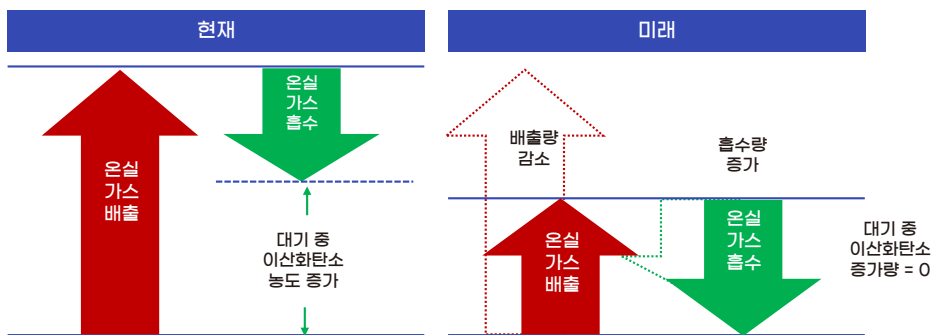 현재
온실
가스
배출
온실
가스
흡수
대기 중
이산화탄소
농도 증가
미래
배출량
감소
흡수량
증가
온실
가스
배출
온실
가스
흡수
대기 중
이산화탄소
증가량 = 0